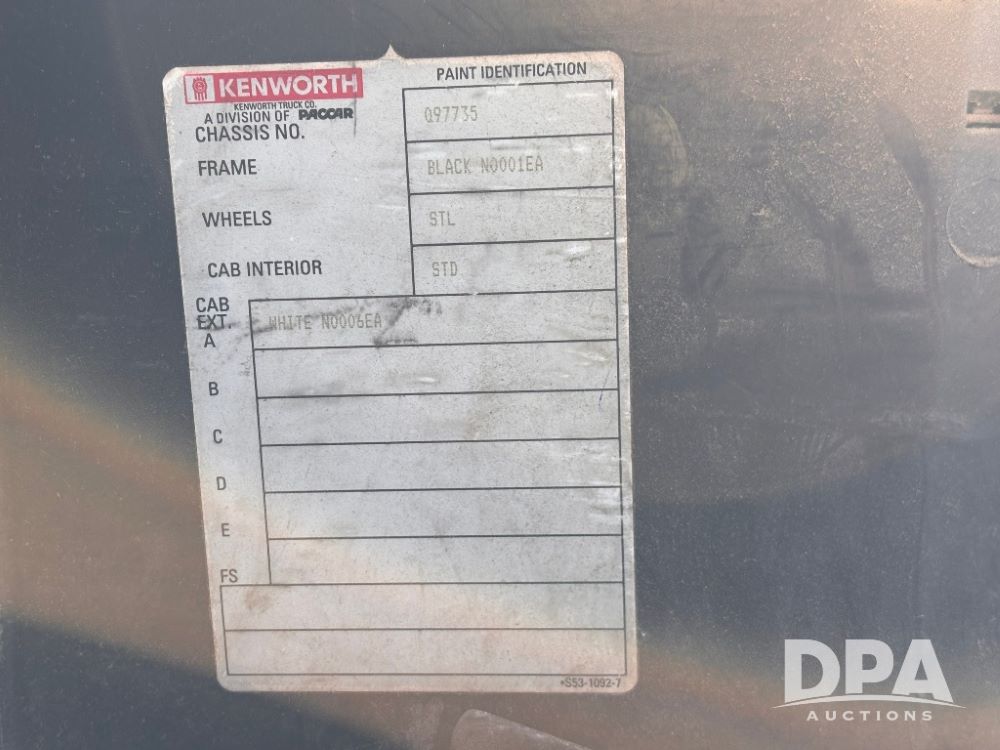 KENWORTH
PAINT IDENTIFICATION
KENWORTH TRUCK CO.
A DIVISION OF PACCAR
CHASSIS NO. Q97735
FRAME BLACK N0001EA
WHEELS STL
CAB INTERIOR STD
CAB
EXT.
A WHITE N0006EA
B
C
D
E
FS
*S53-1092-7
DPA
AUCTIONS